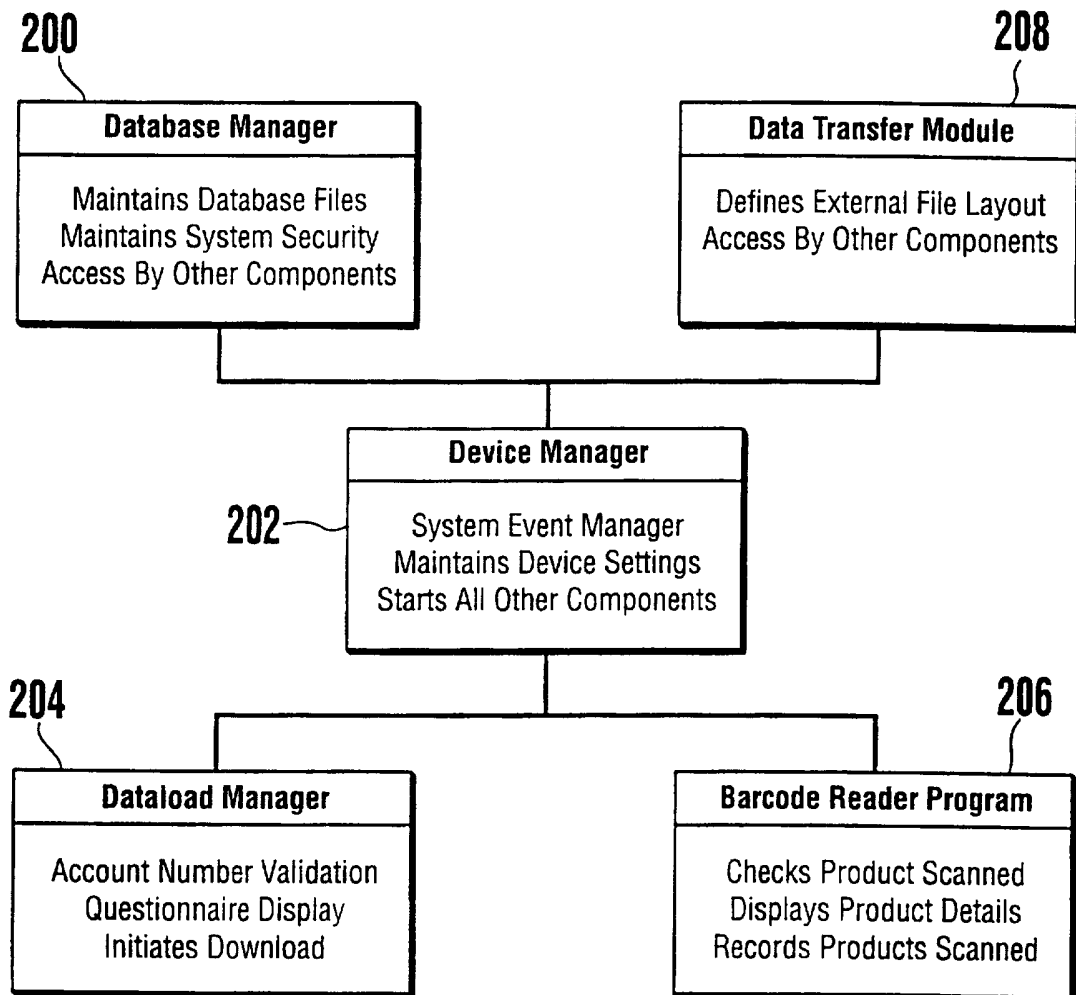 200
208
Database Manager
Maintains Database Files
Maintains System Security
Access By Other Components
Data Transfer Module
Defines External File Layout
Access By Other Components
Device Manager
202
System Event Manager
Maintains Device Settings
Starts All Other Components
204
206
Dataload Manager
Account Number Validation
Questionnaire Display
Initiates Download
Barcode Reader Program
Checks Product Scanned
Displays Product Details
Records Products Scanned